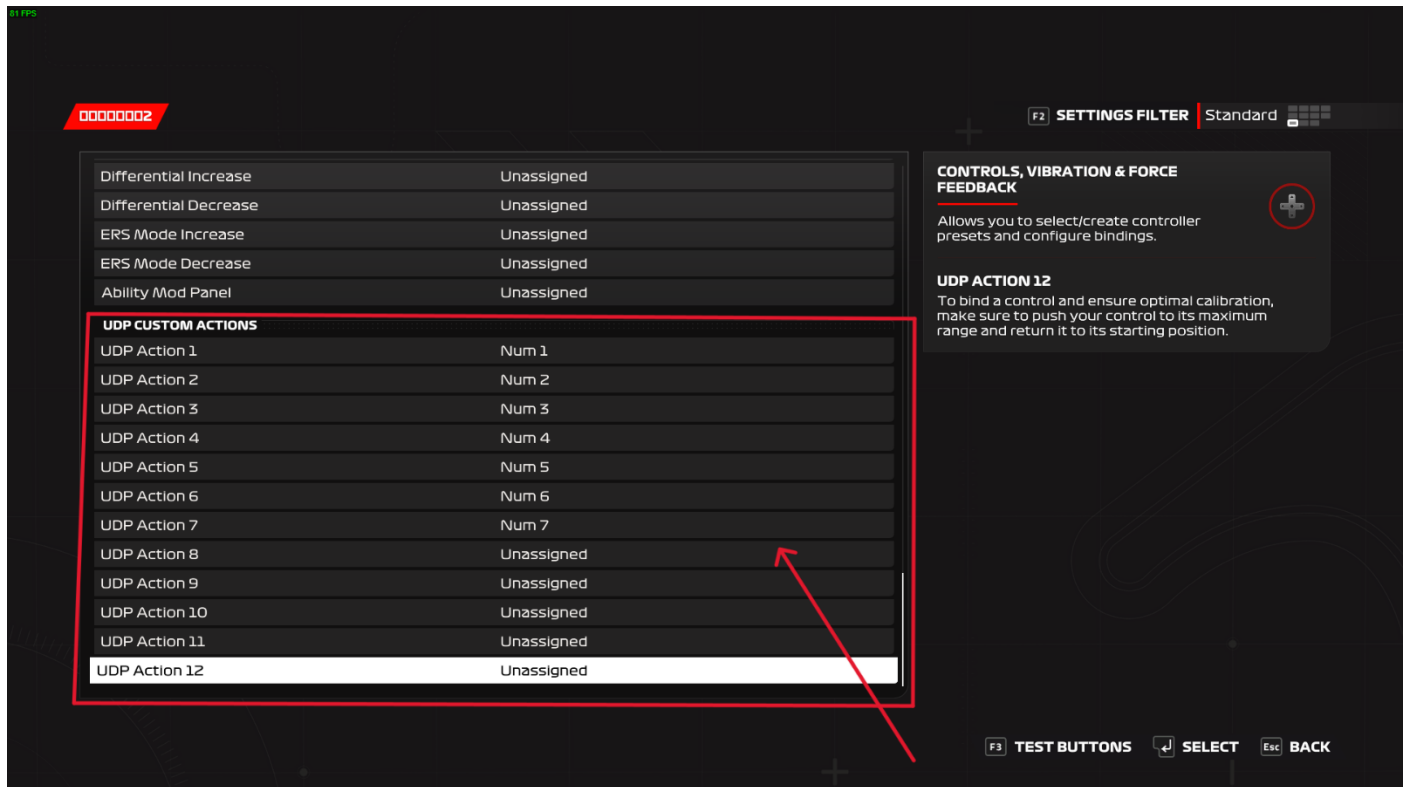 81 FPS
00000002
F2 SETTINGS FILTER Standard
Differential Increase Unassigned
Differential Decrease Unassigned
ERS Mode Increase Unassigned
ERS Mode Decrease Unassigned
Ability Mod Panel Unassigned
UDP CUSTOM ACTIONS
UDP Action 1 Num 1
UDP Action 2 Num 2
UDP Action 3 Num 3
UDP Action 4 Num 4
UDP Action 5 Num 5
UDP Action 6 Num 6
UDP Action 7 Num 7
UDP Action 8 Unassigned
UDP Action 9 Unassigned
UDP Action 10 Unassigned
UDP Action 11 Unassigned
UDP Action 12 Unassigned
CONTROLS, VIBRATION & FORCE
FEEDBACK
Allows you to select/create controller
presets and configure bindings.
UDP ACTION 12
To bind a control and ensure optimal calibration,
make sure to push your control to its maximum
range and return it to its starting position.
F3 TEST BUTTONS SELECT Esc BACK